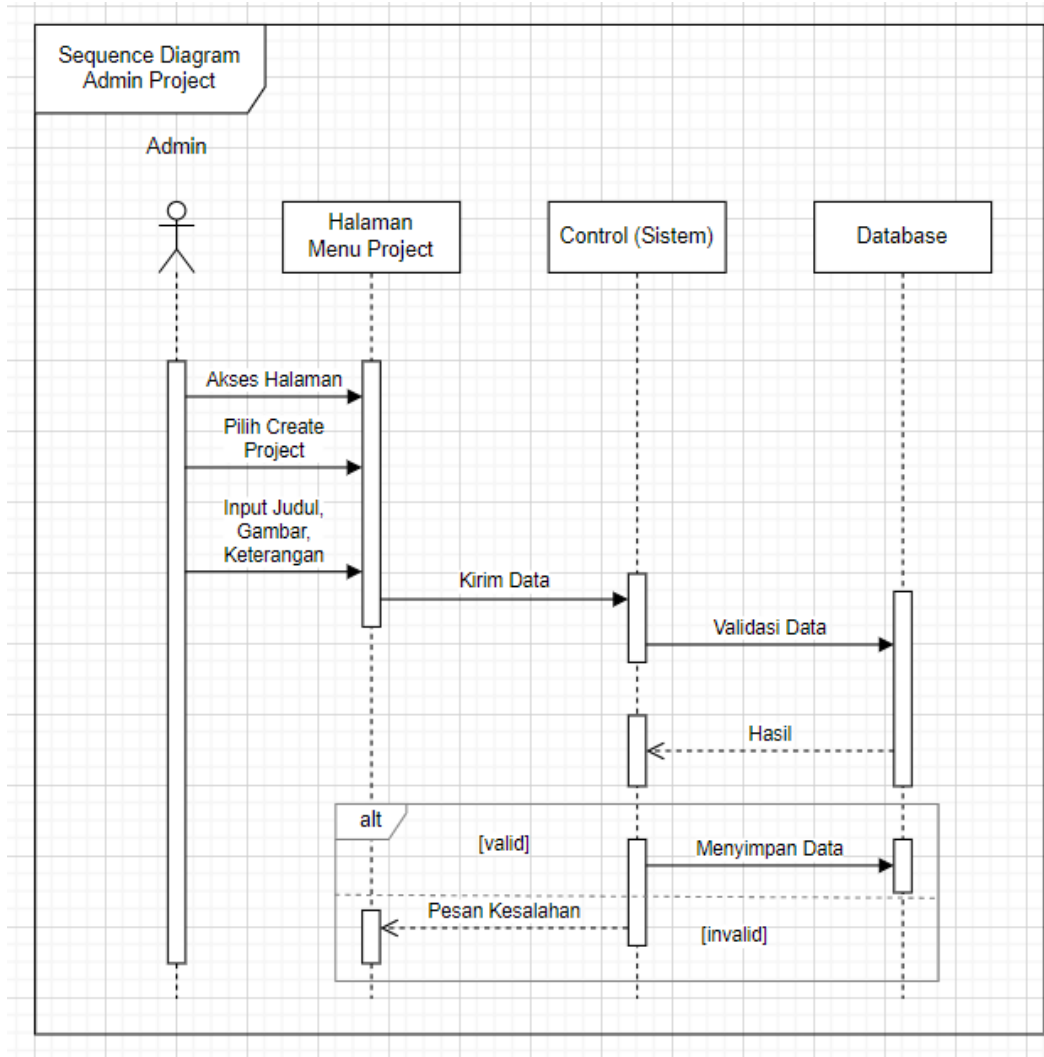 Sequence Diagram
Admin Project
Admin
Halaman
Menu Project
Control (Sistem)
Database
Akses Halaman
Pilih Create
Project
Input Judul,
Gambar,
Keterangan
Kirim Data
Validasi Data
Hasil
alt
[valid]
Menyimpan Data
Pesan Kesalahan
[invalid]